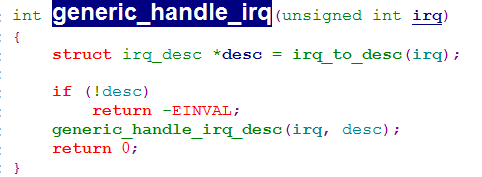 int generic_handle_irq(unsigned int irq)
{
    struct irq_desc *desc = irq_to_desc(irq);

    if (!desc)
        return -EINVAL;
    generic_handle_irq_desc(irq, desc);
    return 0;
}